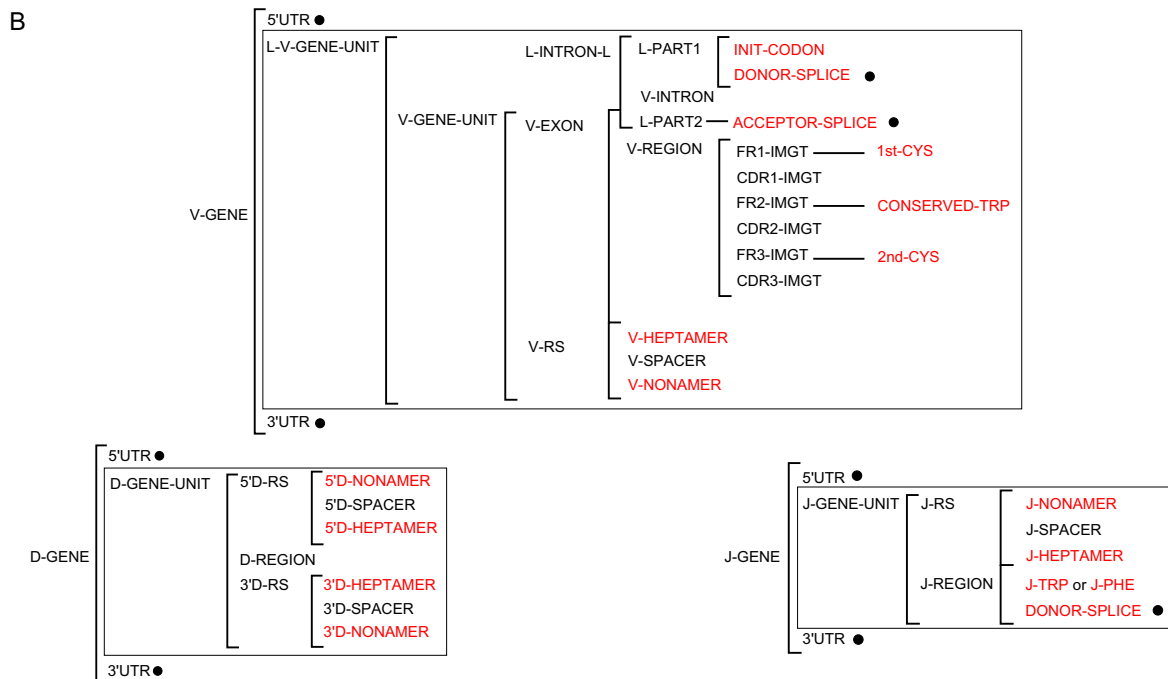 B
5'UTR ●
L-V-GENE-UNIT
L-INTRON-L
L-PART1
INIT-CODON
DONOR-SPLICE ●
V-INTRON
V-GENE-UNIT
V-EXON
L-PART2
ACCEPTOR-SPLICE ●
V-REGION
FR1-IMGT
1st-CYS
CDR1-IMGT
V-GENE
FR2-IMGT
CONSERVED-TRP
CDR2-IMGT
FR3-IMGT
2nd-CYS
CDR3-IMGT
V-RS
V-HEPTAMER
V-SPACER
V-NONAMER
3'UTR ●
5'UTR ●
D-GENE-UNIT
5'D-RS
5'D-NONAMER
5'D-SPACER
5'D-HEPTAMER
D-GENE
D-REGION
3'D-RS
3'D-HEPTAMER
3'D-SPACER
3'D-NONAMER
3'UTR ●
5'UTR ●
J-GENE-UNIT
J-RS
J-NONAMER
J-SPACER
J-HEPTAMER
J-GENE
J-REGION
J-TRP or J-PHE
DONOR-SPLICE ●
3'UTR ●